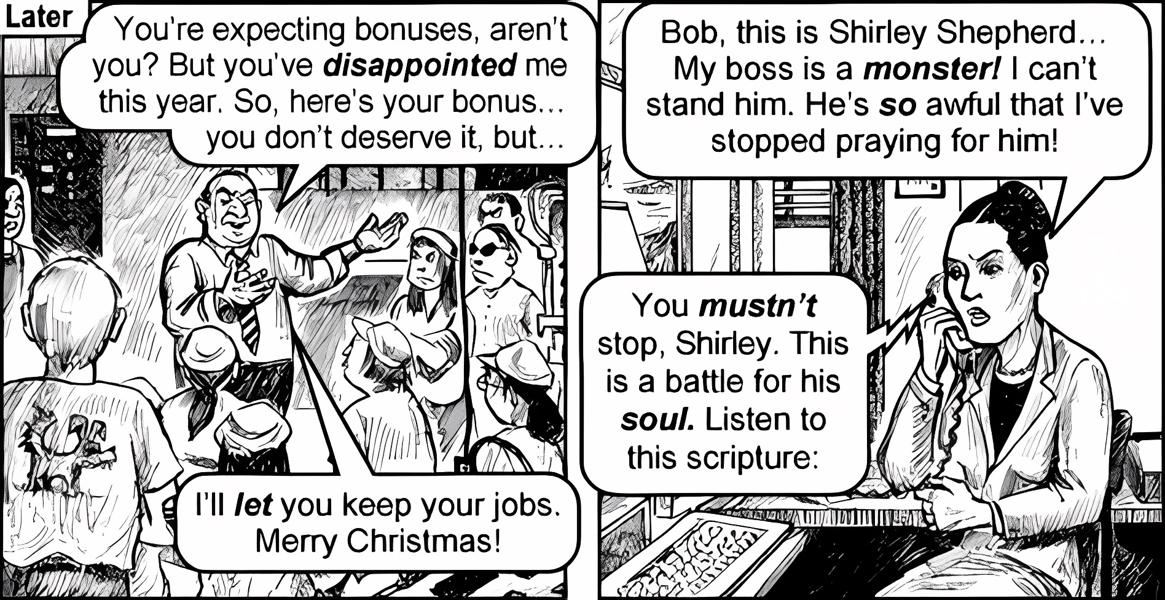 Later
You're expecting bonuses, aren't
you? But you've disappointed me
this year. So, here's your bonus...
you don't deserve it, but...
I'll let you keep your jobs.
Merry Christmas!
Bob, this is Shirley Shepherd...
My boss is a monster! I can't
stand him. He's so awful that I've
stopped praying for him!
You mustn't
stop, Shirley. This
is a battle for his
soul. Listen to
this scripture: